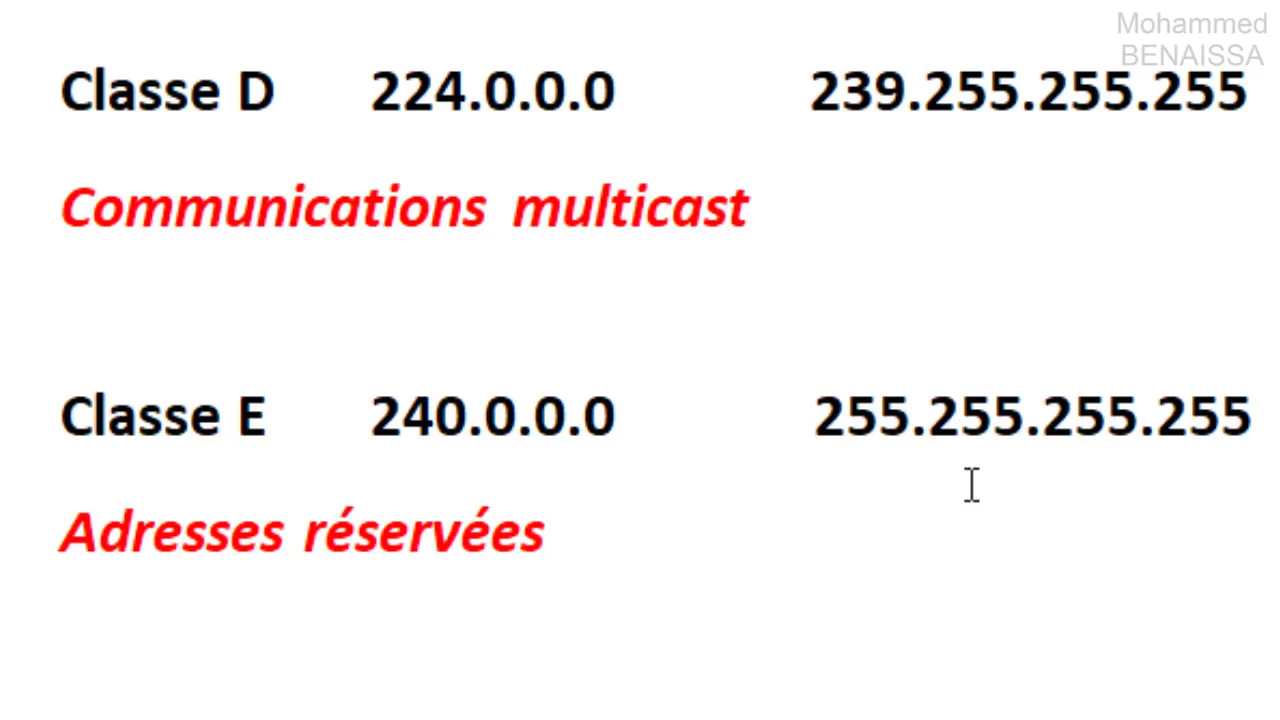 Mohammed
BENAISSA
Classe D 224.0.0.0 239.255.255.255
Communications multicast
Classe E 240.0.0.0 255.255.255.255
Adresses réservées